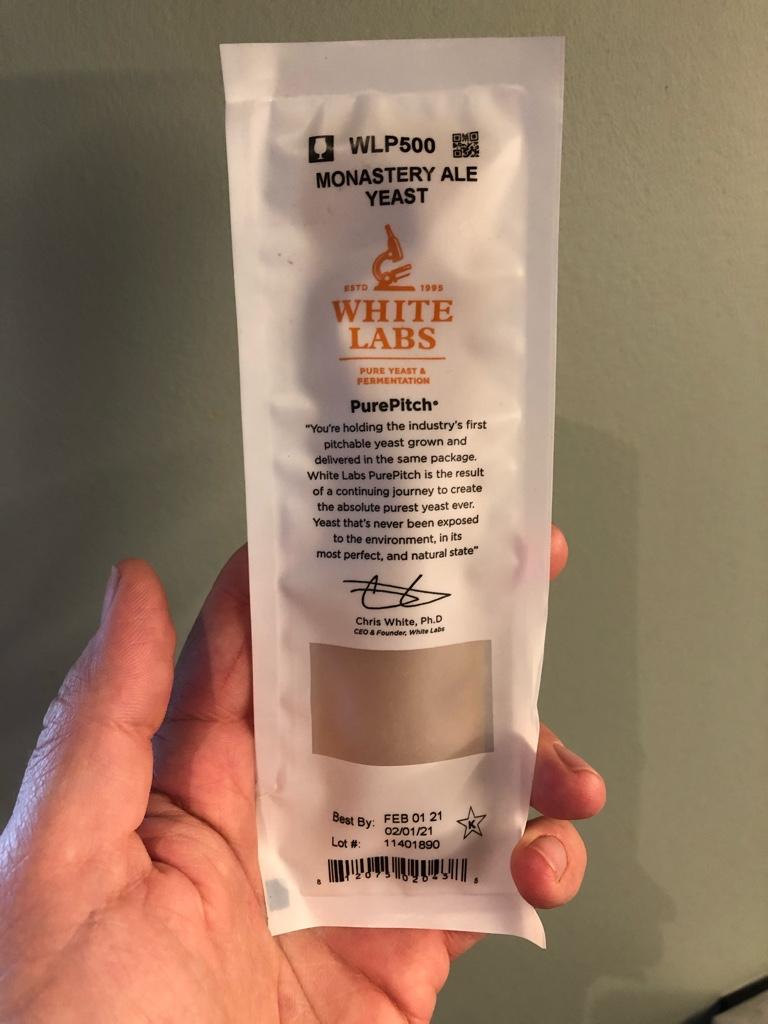 WLP500
MONASTERY ALE
YEAST
ESTD 1995
WHITE
LABS
PURE YEAST &
FERMENTATION
PurePitch®
"You're holding the industry's first
pitchable yeast grown and
delivered in the same package.
White Labs PurePitch is the result
of a continuing journey to create
the absolute purest yeast ever.
Yeast that's never been exposed
to the environment, in its
most perfect, and natural state"
Chris White, Ph.D
CEO & Founder, White Labs
Best By: FEB 01 21
02/01/21
Lot #: 11401890
K